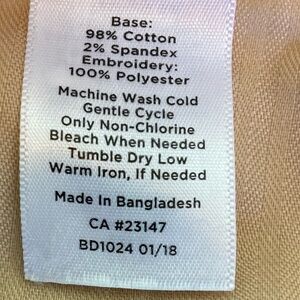 Base:
98% Cotton
2% Spandex
Embroidery:
100% Polyester
Machine Wash Cold
Gentle Cycle
Only Non-Chlorine
Bleach When Needed
Tumble Dry Low
Warm Iron, If Needed
Made In Bangladesh
CA #23147
BD1024 01/18